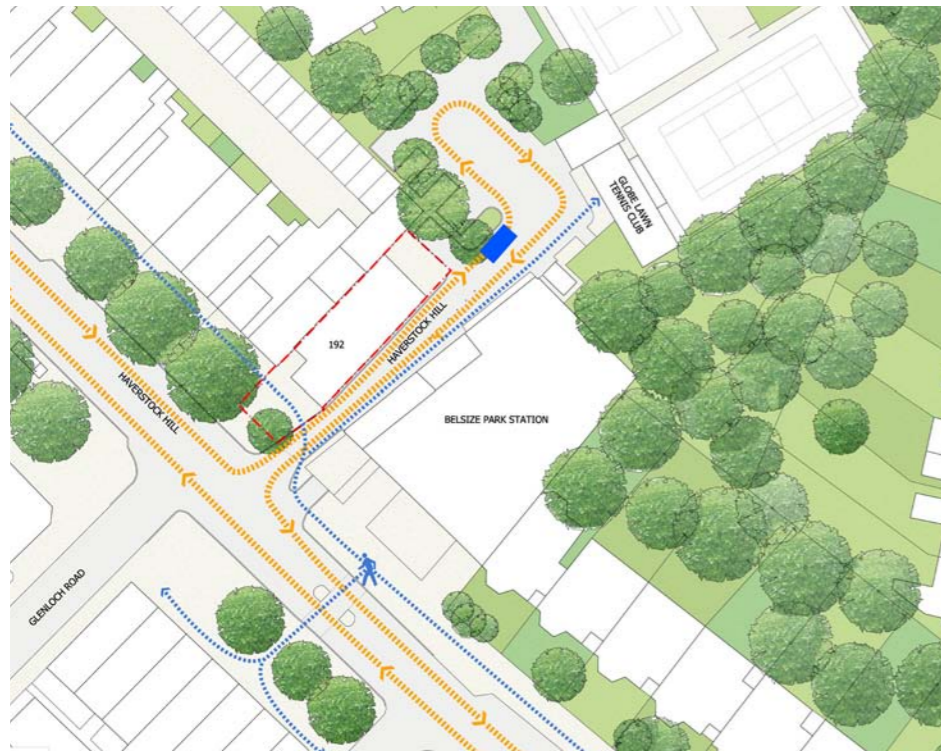 GLOBE LAWN
TENNIS CLUB
HAVERSTOCK HILL
192
HAVERSTOCK HILL
BELSIZE PARK STATION
GLENLOCH ROAD